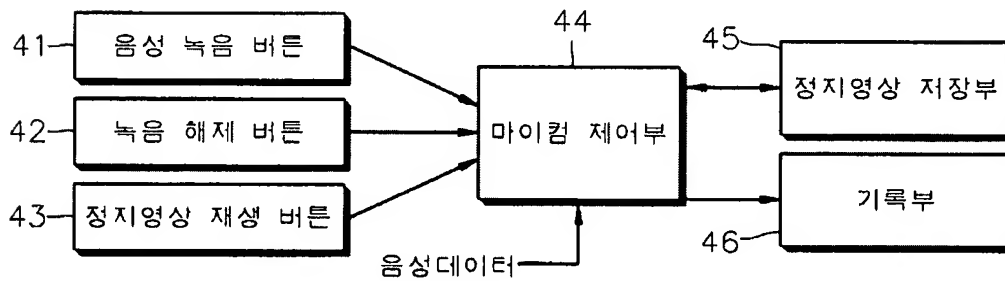 41
음성 녹음 버튼
42
녹음 해제 버튼
43
정지영상 재생 버튼
44
마이컴 제어부
음성데이터
45
정지영상 저장부
기록부
46